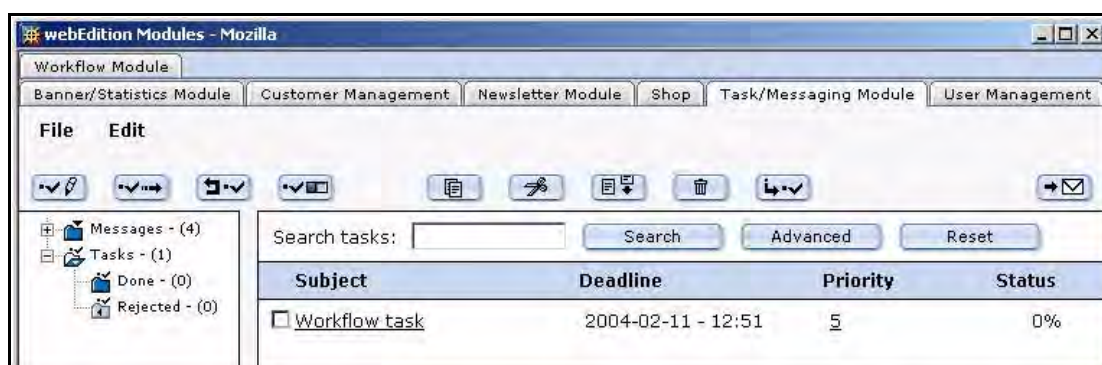 webEdition Modules - Mozilla
Workflow Module
Banner/Statistics Module Customer Management Newsletter Module Shop Task/Messaging Module User Management
File Edit
Messages - (4)
Tasks - (1)
Done - (0)
Rejected - (0)
Search tasks: Search Advanced Reset
Subject Deadline Priority Status
Workflow task 2004-02-11 - 12:51 5 0%